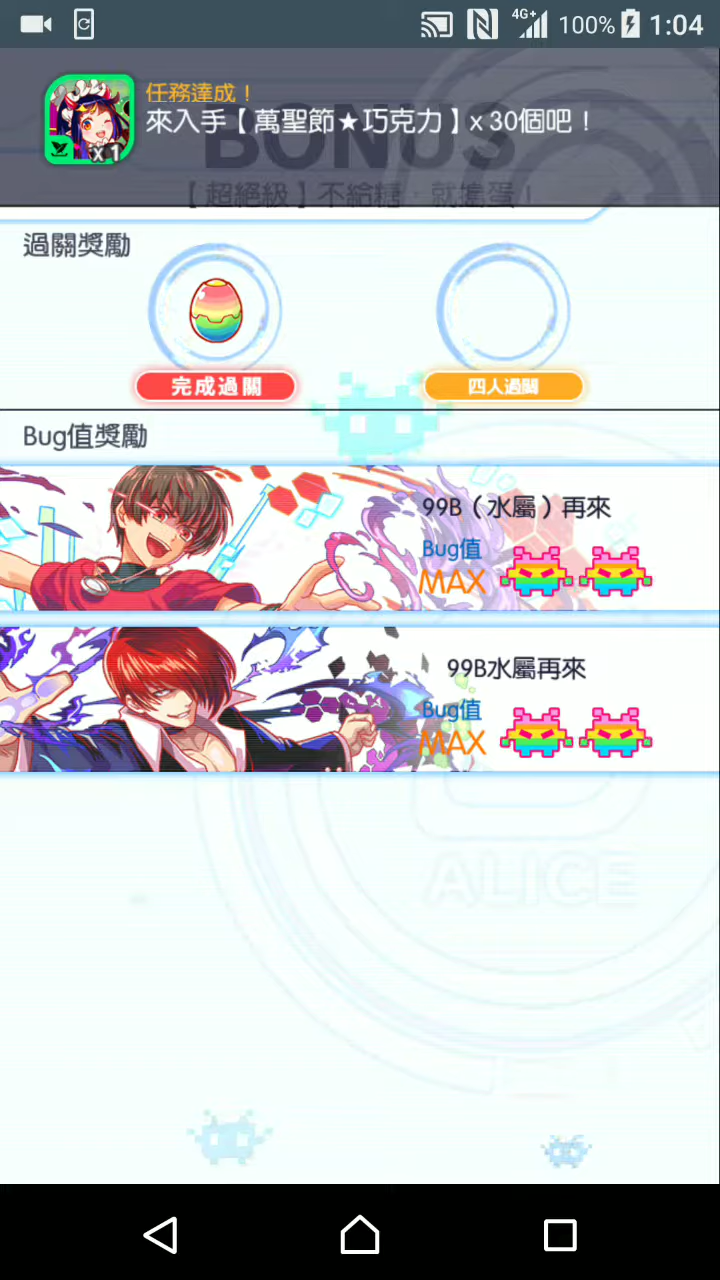 4G+ 100% 1:04
任務達成！
來入手【萬聖節★巧克力】x 30個吧！
x 1
BONUS
【超絕級】不給糖，就搗蛋！
過關獎勵
完成過關
四人過關
Bug值獎勵
99B（水屬）再來
Bug值
MAX
99B水屬再來
Bug值
MAX
ALICE